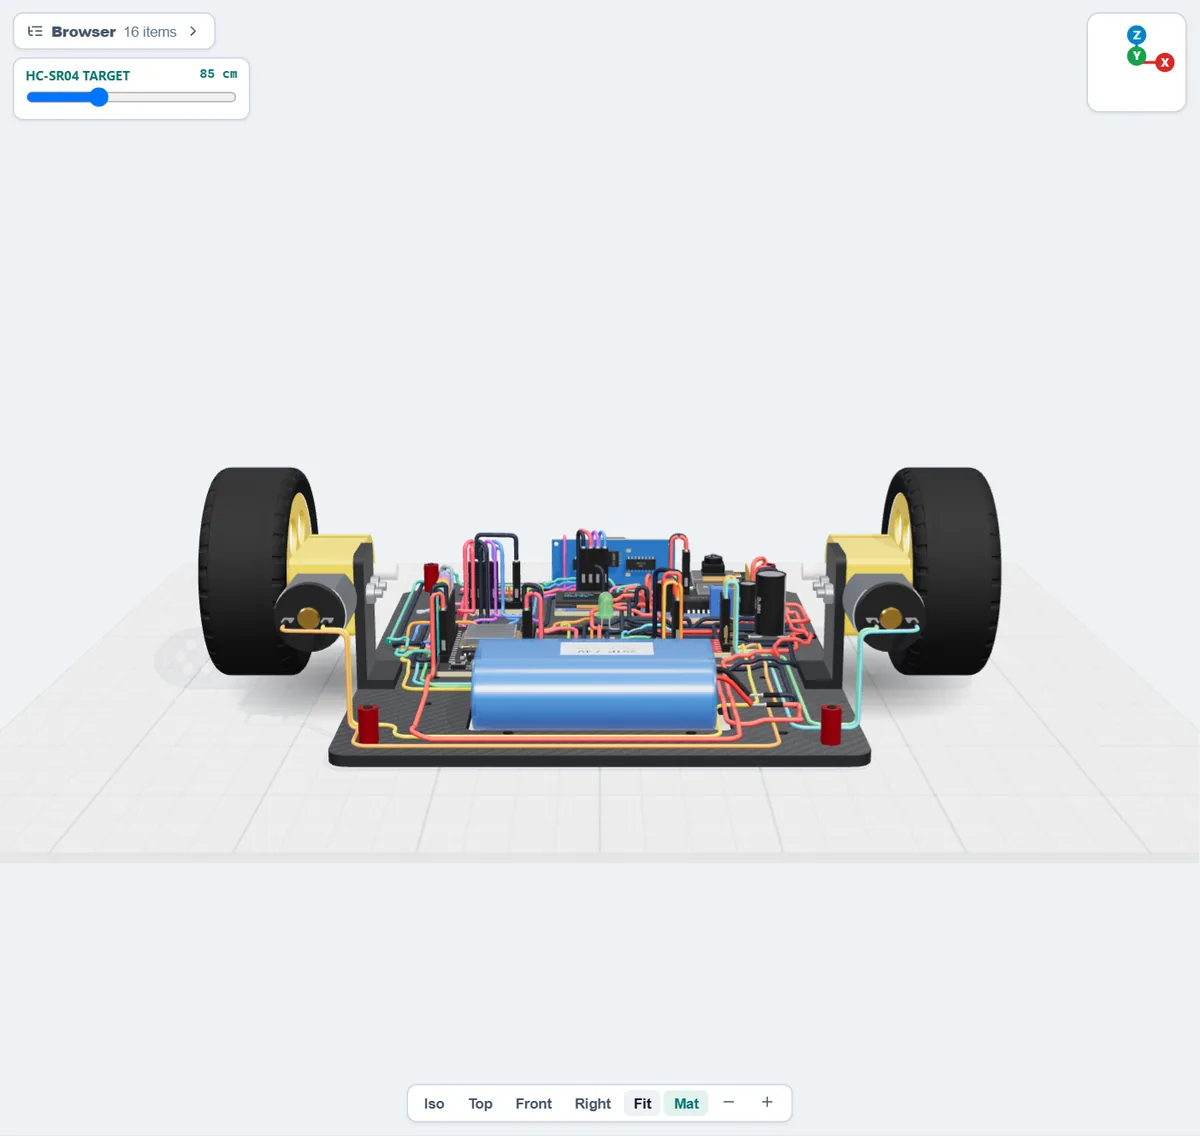 Browser 16 items
HC-SR04 TARGET 85 cm
Z
Y
X
Iso Top Front Right Fit Mat − +